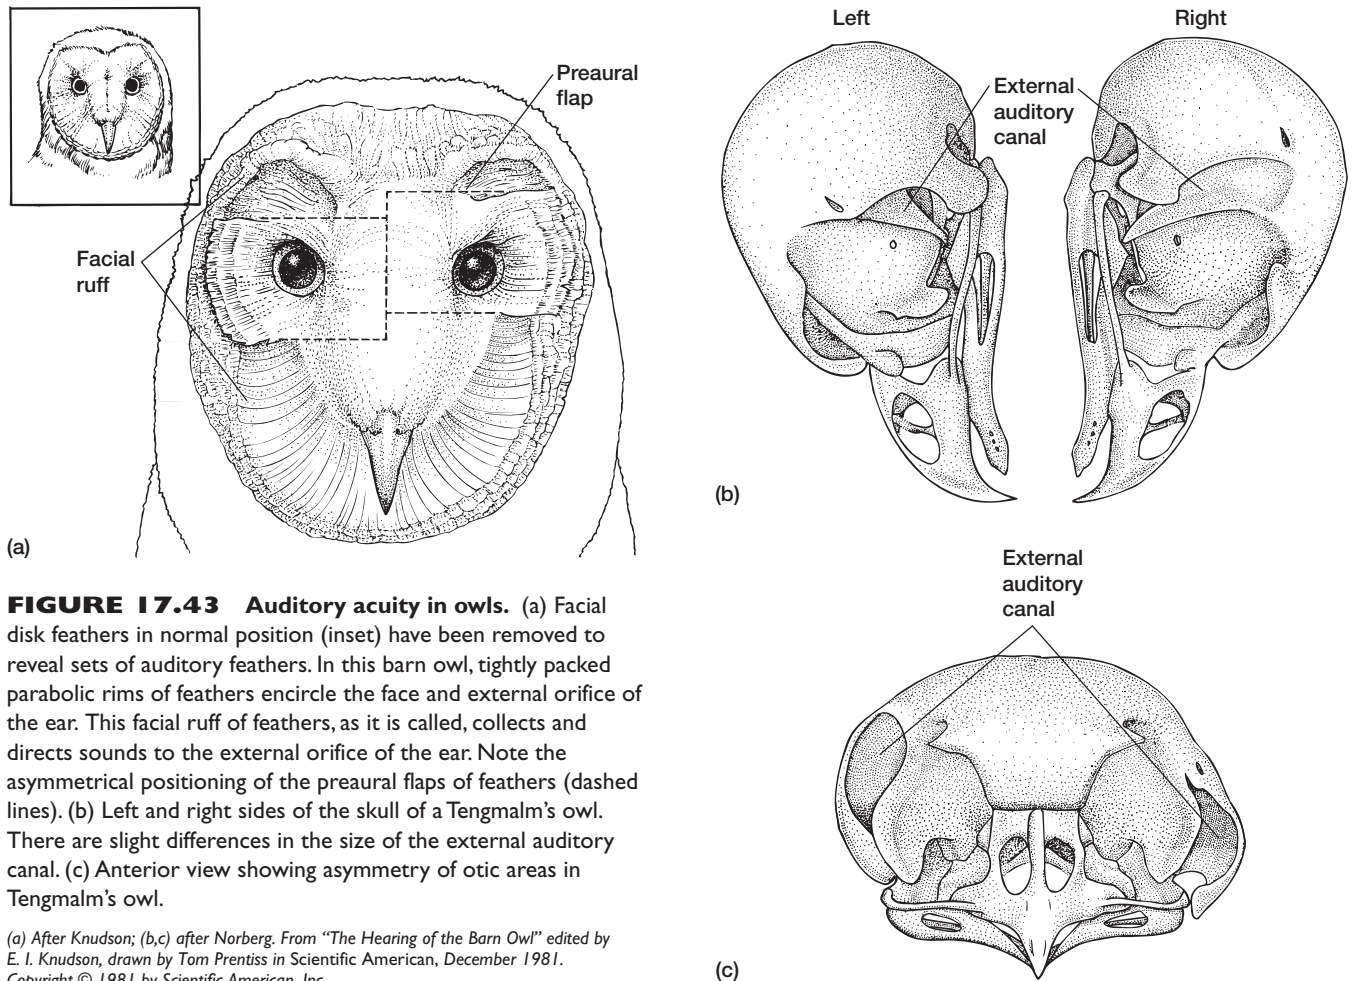 Preaural
flap
Facial
ruff
(a)
Left
Right
External
auditory
canal
(b)
External
auditory
canal
(c)
FIGURE 17.43 Auditory acuity in owls. (a) Facial
disk feathers in normal position (inset) have been removed to
reveal sets of auditory feathers. In this barn owl, tightly packed
parabolic rims of feathers encircle the face and external orifice of
the ear. This facial ruff of feathers, as it is called, collects and
directs sounds to the external orifice of the ear. Note the
asymmetrical positioning of the preaural flaps of feathers (dashed
lines). (b) Left and right sides of the skull of a Tengmalm's owl.
There are slight differences in the size of the external auditory
canal. (c) Anterior view showing asymmetry of otic areas in
Tengmalm's owl.
(a) After Knudson; (b,c) after Norberg. From “The Hearing of the Barn Owl” edited by
E. I. Knudson, drawn by Tom Prentiss in Scientific American, December 1981.
Copyright © 1981 by Scientific American, Inc.